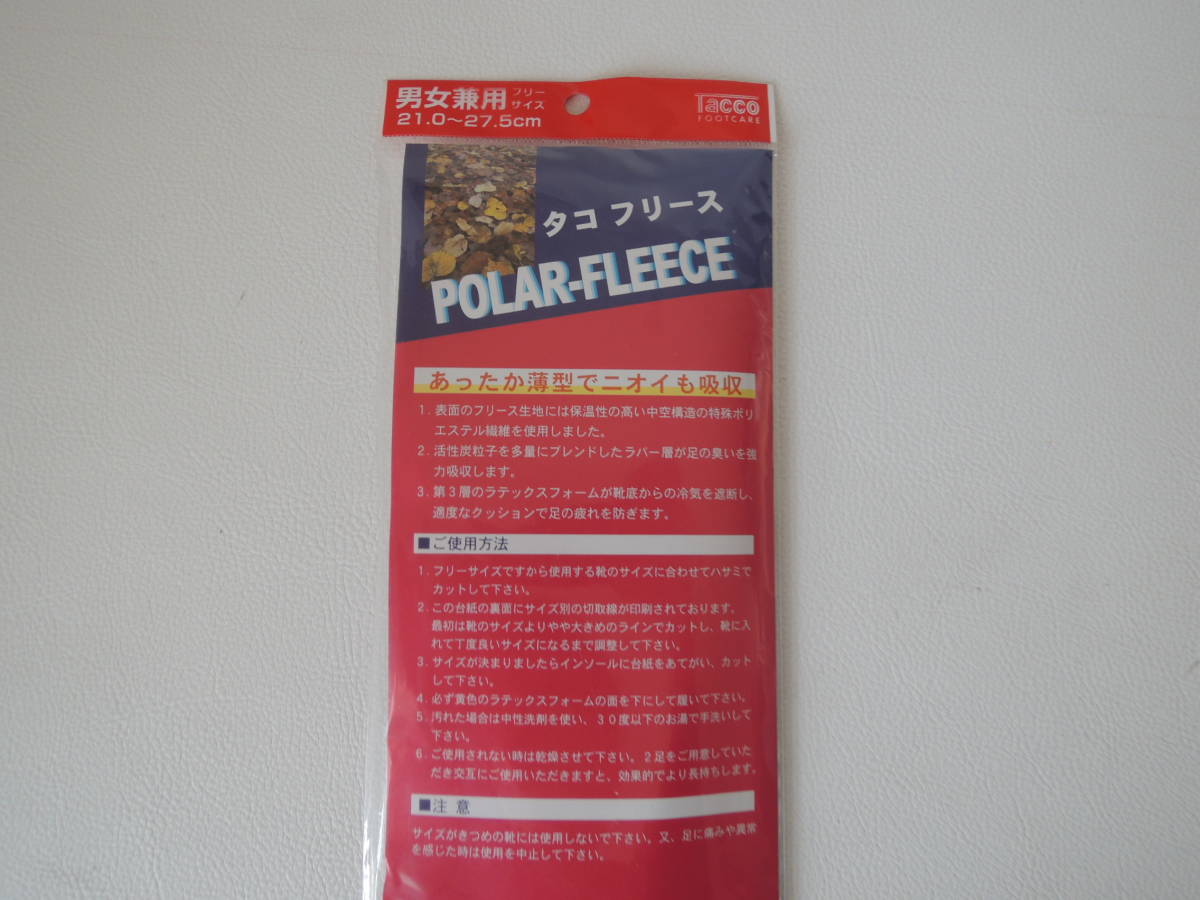 男女兼用 フリーサイズ
21.0～27.5cm
Tacco
FOOTCARE
タコ フリース
POLAR-FLEECE
あったか薄型でニオイも吸収
1. 表面のフリース生地には保温性の高い中空構造の特殊ポリ
エステル繊維を使用しました。
2. 活性炭粒子を多量にブレンドしたラバー層が足の臭いを強
力吸収します。
3. 第3層のラテックスフォームが靴底からの冷気を遮断し、
適度なクッションで足の疲れを防ぎます。
■ご使用方法
1. フリーサイズですから使用する靴のサイズに合わせてハサミで
カットして下さい。
2. この台紙の裏面にサイズ別の切取線が印刷されております。
最初は靴のサイズよりやや大きめのラインでカットし、靴に入
れて丁度良いサイズになるまで調整して下さい。
3. サイズが決まりましたらインソールに台紙をあてがい、カット
して下さい。
4. 必ず黄色のラテックスフォームの面を下にして履いて下さい。
5. 汚れた場合は中性洗剤を使い、30度以下のお湯で手洗いして
下さい。
6. ご使用されない時は乾燥させて下さい。2足をご用意していた
だき交互にご使用いただきますと、効果的でより長持ちします。
■注 意
サイズがきつめの靴には使用しないで下さい。又、足に痛みや異常
を感じた時は使用を中止して下さい。